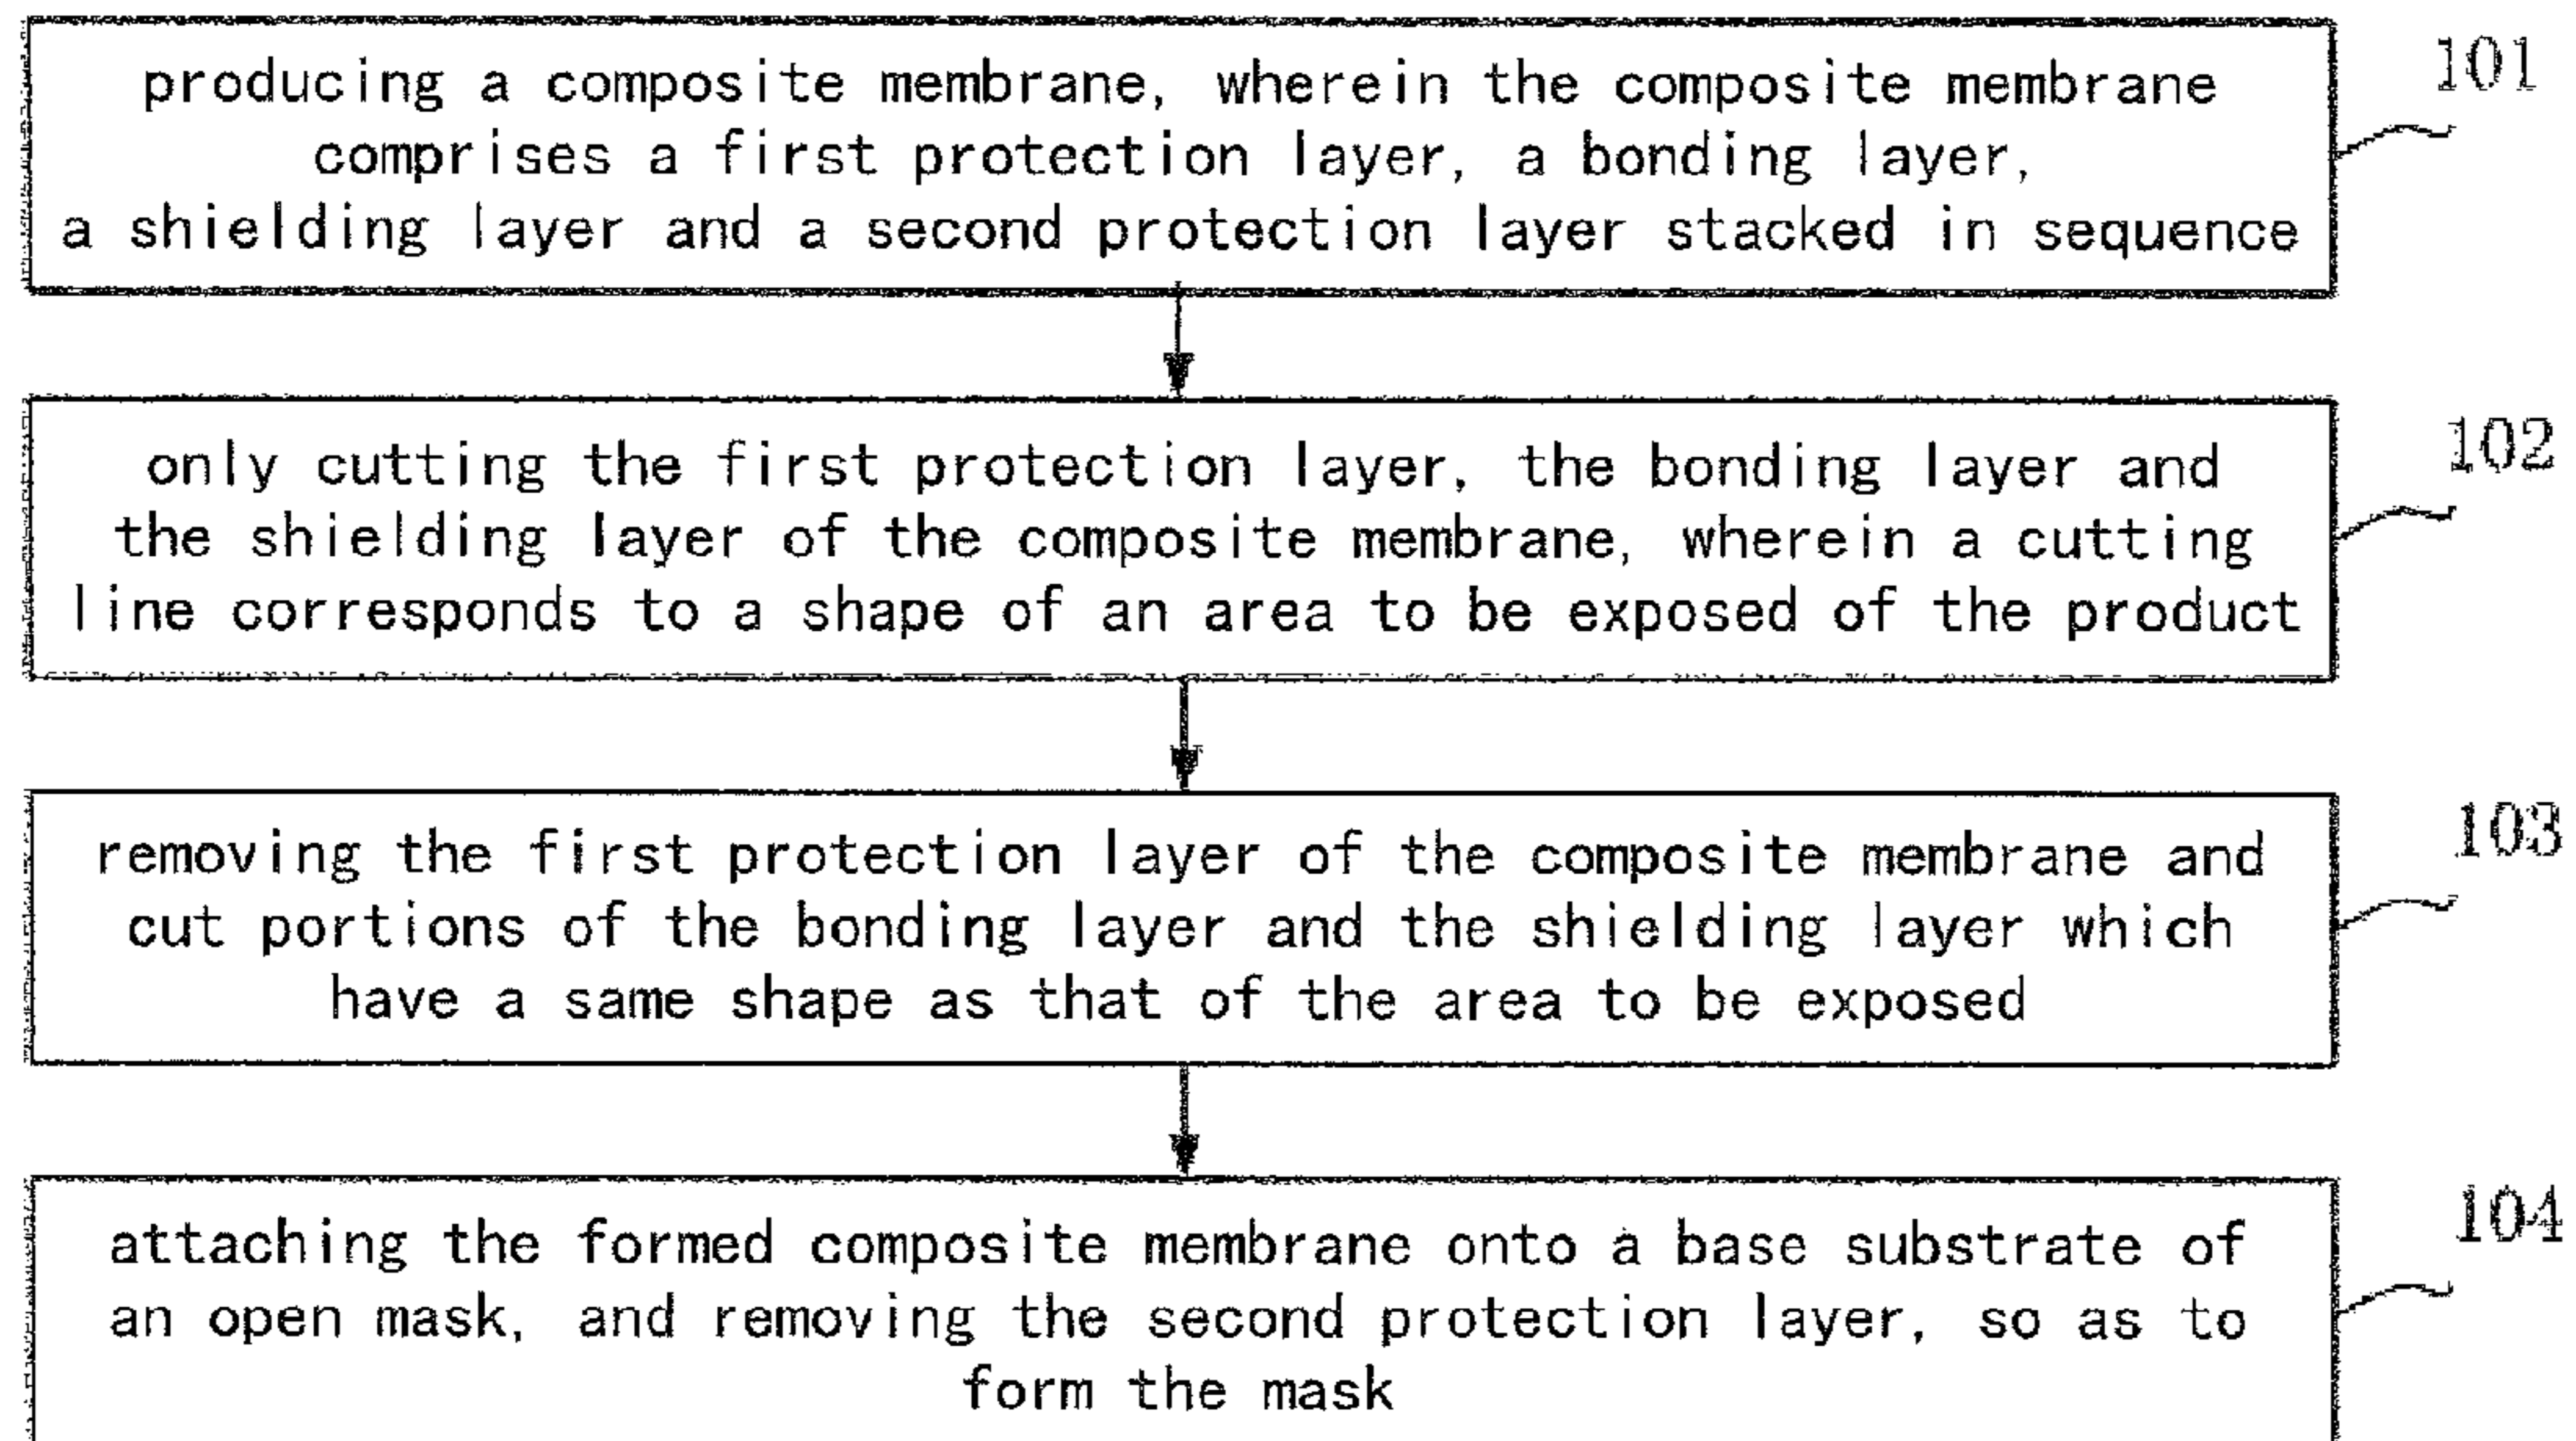 producing a composite membrane, wherein the composite membrane
comprises a first protection layer, a bonding layer,
a shielding layer and a second protection layer stacked in sequence
101
only cutting the first protection layer, the bonding layer and
the shielding layer of the composite membrane, wherein a cutting
line corresponds to a shape of an area to be exposed of the product
102
removing the first protection layer of the composite membrane and
cut portions of the bonding layer and the shielding layer which
have a same shape as that of the area to be exposed
103
attaching the formed composite membrane onto a base substrate of
an open mask, and removing the second protection layer, so as to
form the mask
104